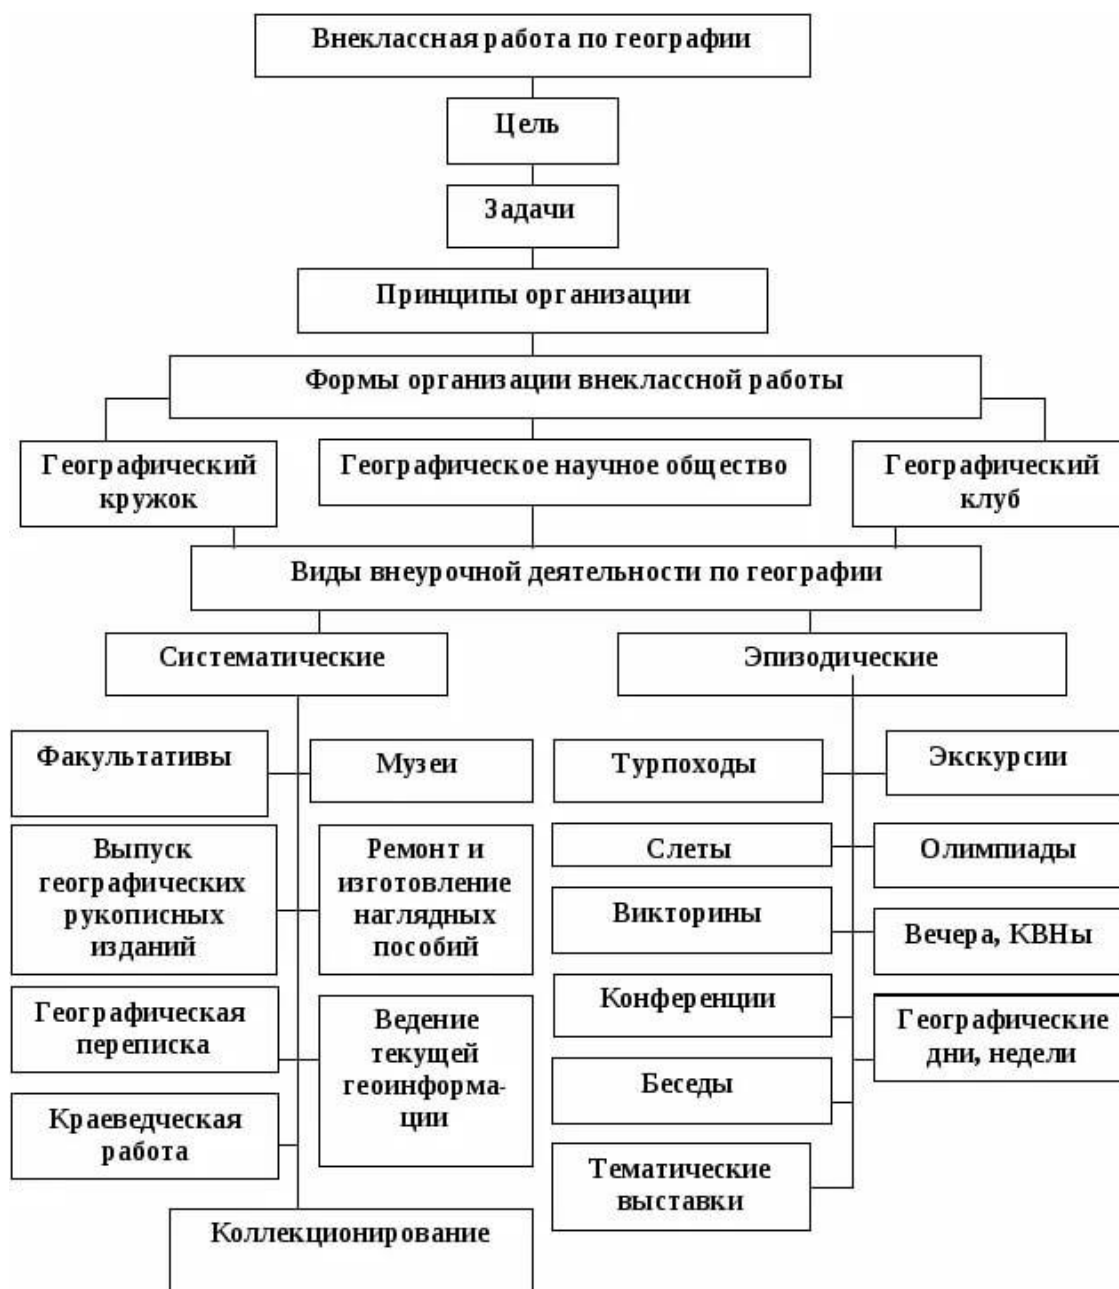 Внеклассная работа по географии
Цель
Задачи
Принципы организации
Формы организации внеклассной работы
Географический
кружок
Географическое научное общество
Географический
клуб
Виды внеурочной деятельности по географии
Систематические
Эпизодические
Факультативы
Музеи
Выпуск
географических
рукописных
изданий
Ремонт и
изготовление
наглядных
пособий
Географическая
переписка
Ведение
текущей
геоинформа-
ции
Краеведческая
работа
Коллекционирование
Турпоходы
Экскурсии
Слеты
Олимпиады
Викторины
Вечера, КВНы
Конференции
Географические
дни, недели
Беседы
Тематические
выставки